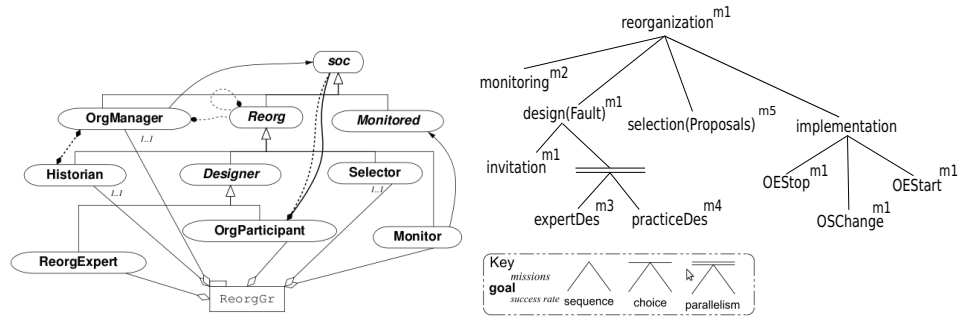 soc
OrgManager
Reorg
Monitored
1..1
Historian
Designer
Selector
1..1
1..1
OrgParticipant
Monitor
ReorgExpert
ReorgGr
reorganization m1
monitoring m2
design(Fault) m1
selection(Proposals) m5
implementation
invitation m1
OEStop m1
OEStart m1
expertDes m3
practiceDes m4
OSChange m1
Key
missions
goal
success rate
sequence
choice
parallelism